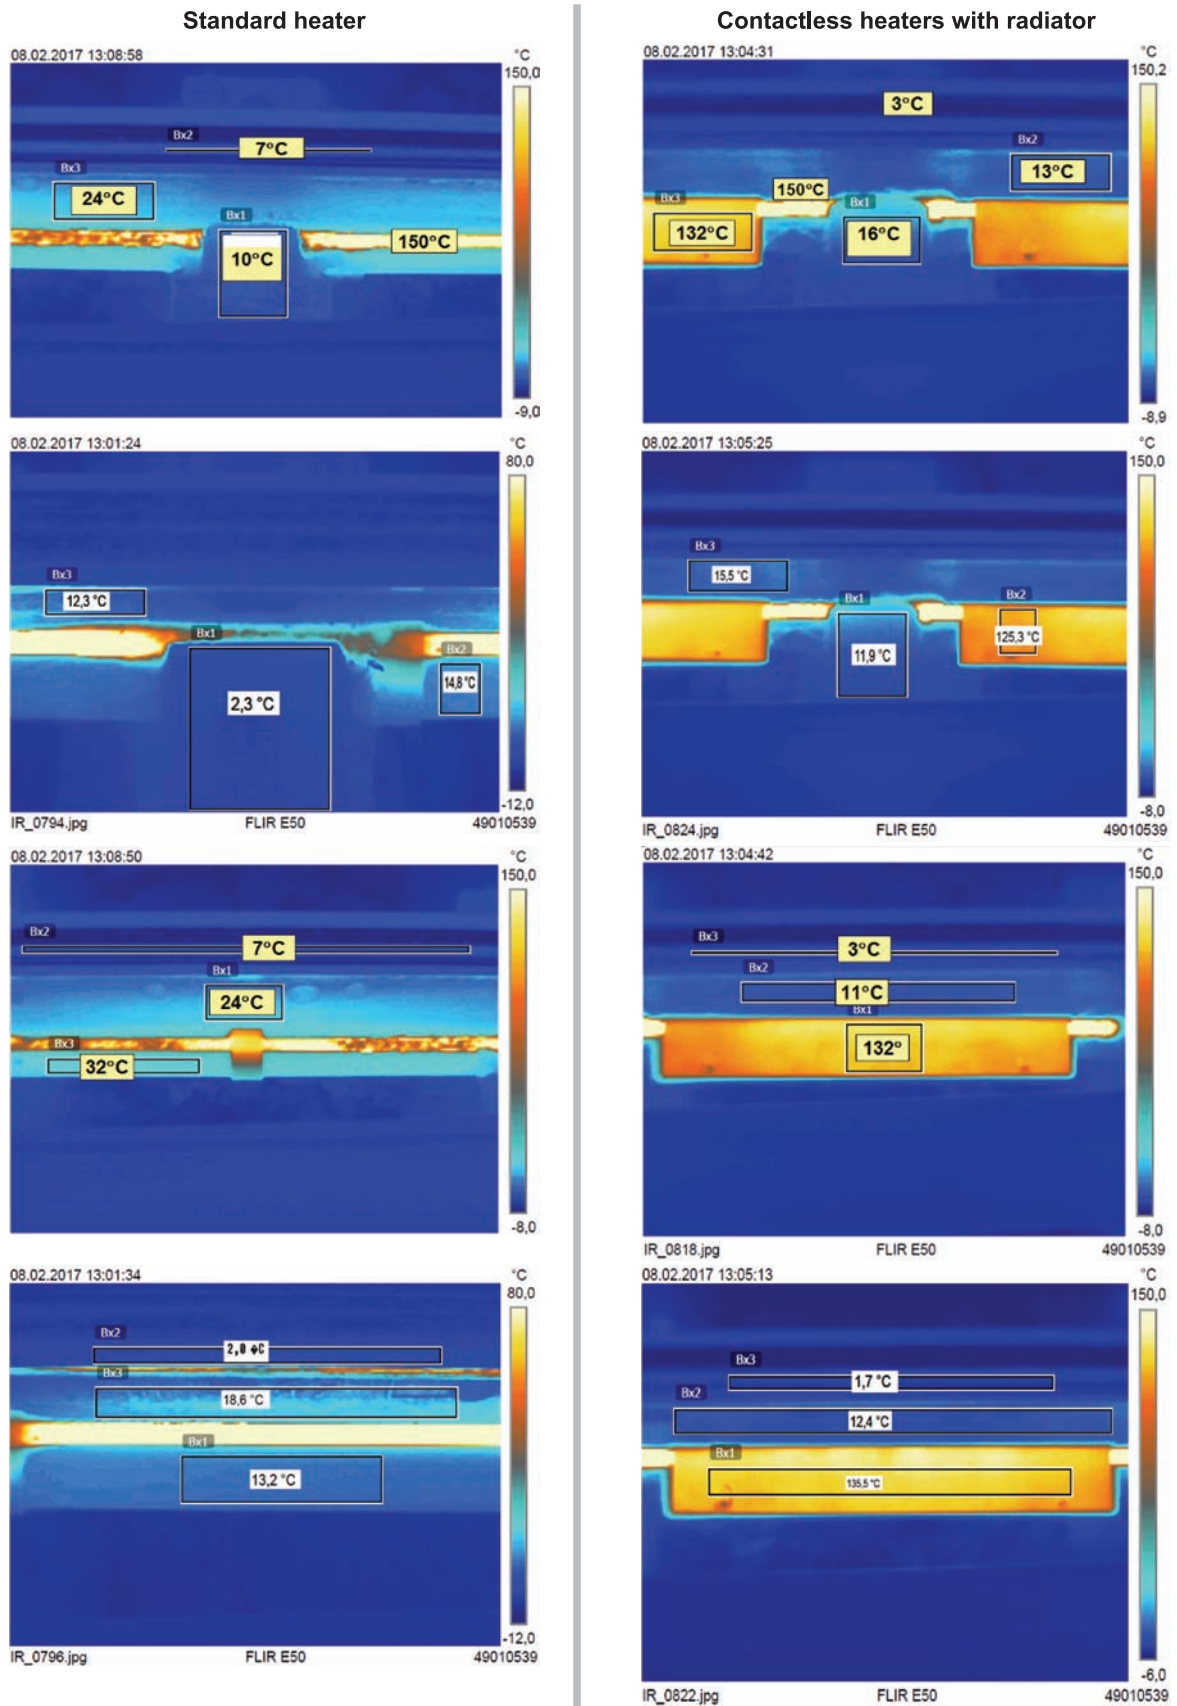 Standard heater
08.02.2017 13:08:58
°C
150,0
Bx2
7°C
Bx3
24°C
Bx1
150°C
10°C
-9,0
08.02.2017 13:01:24
°C
80,0
Bx3
12,3 °C
Bx1
Bx2
14,8 °C
2,3 °C
-12,0
IR_0794.jpg FLIR E50 49010539
08.02.2017 13:08:50
°C
150,0
Bx2
7°C
Bx1
24°C
Bx3
32°C
-8,0
08.02.2017 13:01:34
°C
80,0
Bx2
2,0 �C
Bx3
18,6 °C
Bx1
13,2 °C
-12,0
IR_0796.jpg FLIR E50 49010539
Contactless heaters with radiator
08.02.2017 13:04:31
°C
150,2
3°C
Bx2
13°C
150°C
Bx3
Bx1
132°C
16°C
-8,9
08.02.2017 13:05:25
°C
150,0
Bx3
15,5 °C
Bx1
Bx2
125,3 °C
11,9 °C
-8,0
IR_0824.jpg FLIR E50 49010539
08.02.2017 13:04:42
°C
150,0
Bx3
3°C
Bx2
11°C
Bx1
132°
-8,0
IR_0818.jpg FLIR E50 49010539
08.02.2017 13:05:13
°C
150,0
Bx3
1,7 °C
Bx2
12,4 °C
Bx1
135,5 °C
-6,0
IR_0822.jpg FLIR E50 49010539